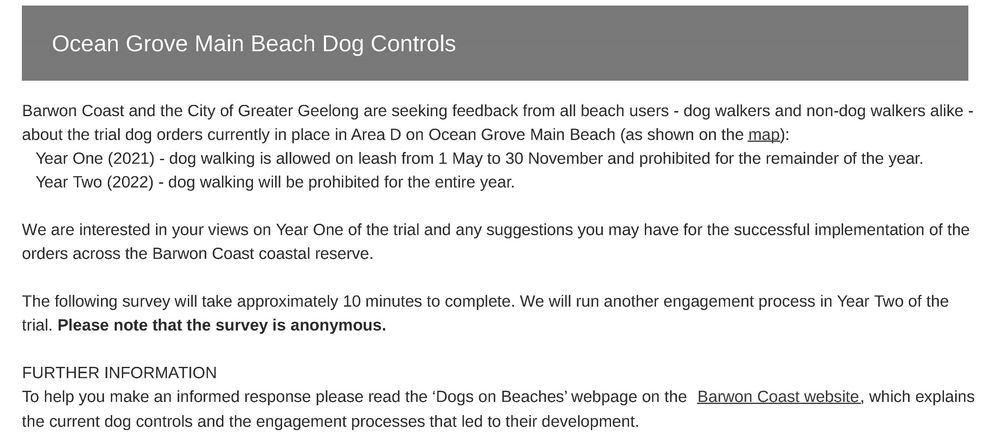 Ocean Grove Main Beach Dog Controls
Barwon Coast and the City of Greater Geelong are seeking feedback from all beach users - dog walkers and non-dog walkers alike -
about the trial dog orders currently in place in Area D on Ocean Grove Main Beach (as shown on the map):
Year One (2021) - dog walking is allowed on leash from 1 May to 30 November and prohibited for the remainder of the year.
Year Two (2022) - dog walking will be prohibited for the entire year.
We are interested in your views on Year One of the trial and any suggestions you may have for the successful implementation of the
orders across the Barwon Coast coastal reserve.
The following survey will take approximately 10 minutes to complete. We will run another engagement process in Year Two of the
trial. Please note that the survey is anonymous.
FURTHER INFORMATION
To help you make an informed response please read the ‘Dogs on Beaches’ webpage on the Barwon Coast website, which explains
the current dog controls and the engagement processes that led to their development.